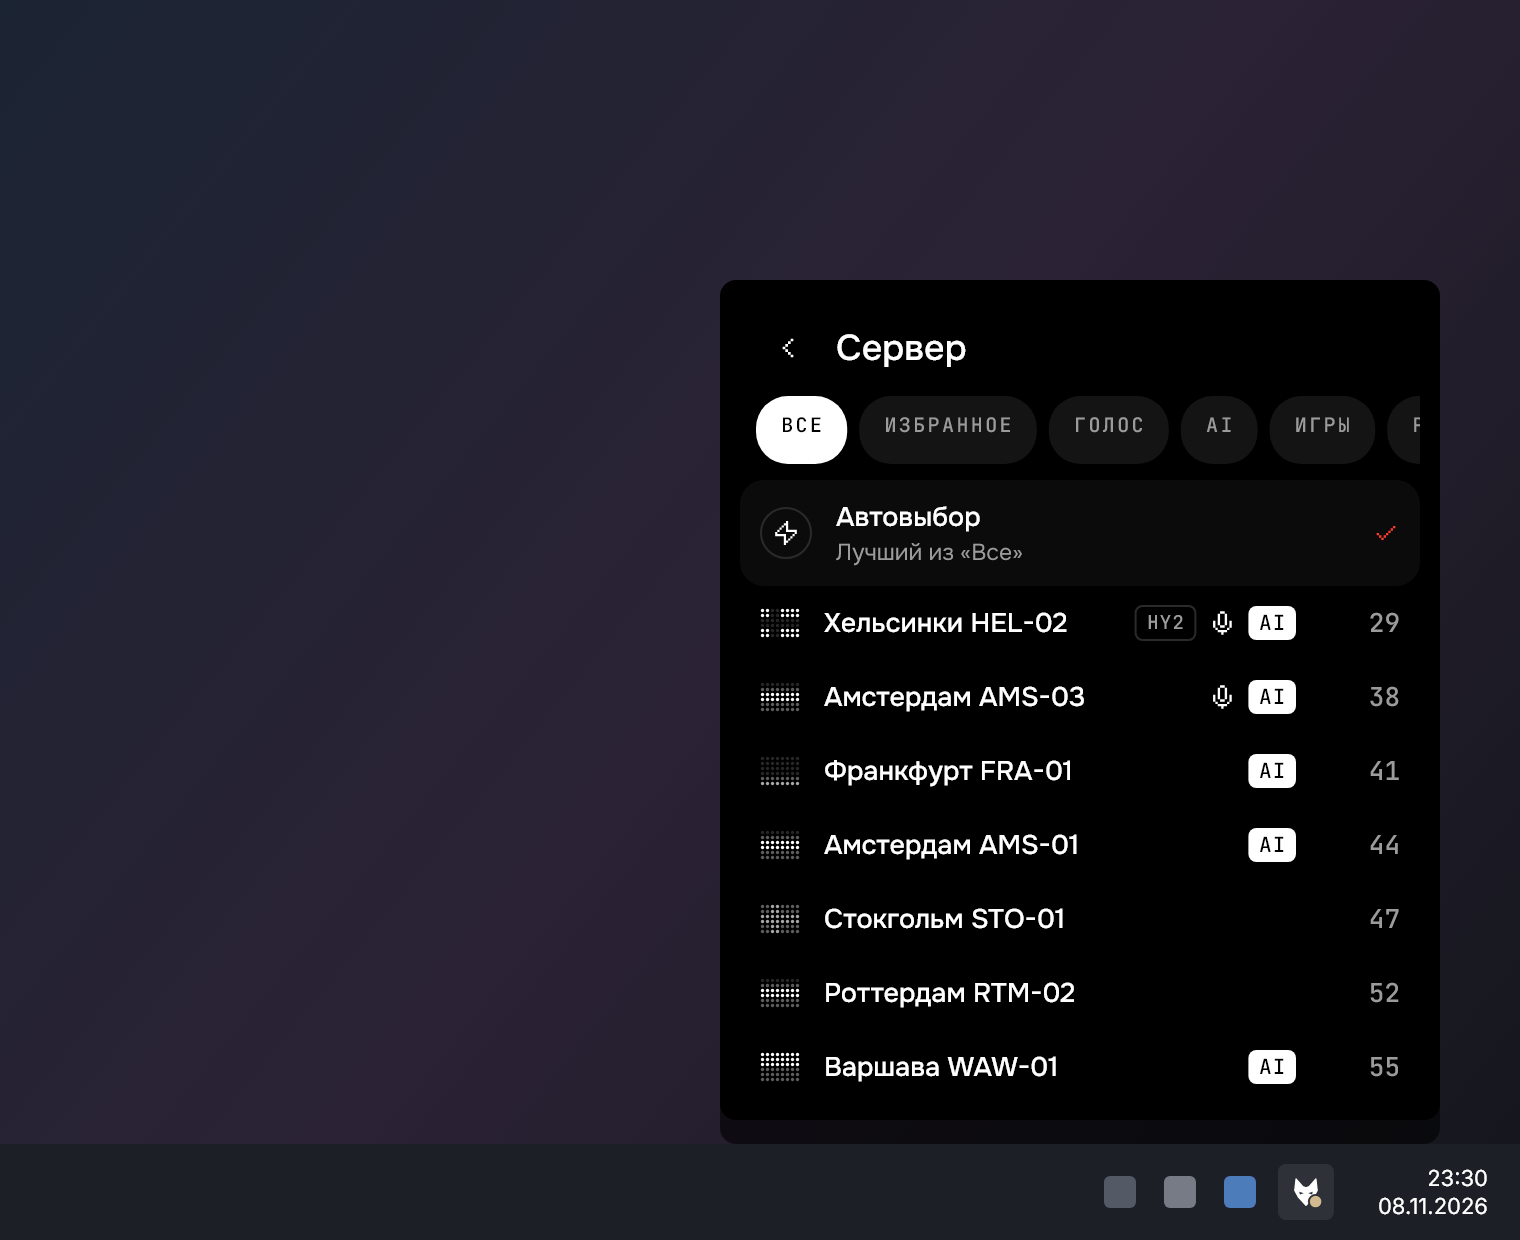 Сервер
ВСЕ ИЗБРАННОЕ ГОЛОС AI ИГРЫ
Автовыбор
Лучший из «Все»
Хельсинки HEL-02 HY2 AI 29
Амстердам AMS-03 AI 38
Франкфурт FRA-01 AI 41
Амстердам AMS-01 AI 44
Стокгольм STO-01 47
Роттердам RTM-02 52
Варшава WAW-01 AI 55
23:30
08.11.2026